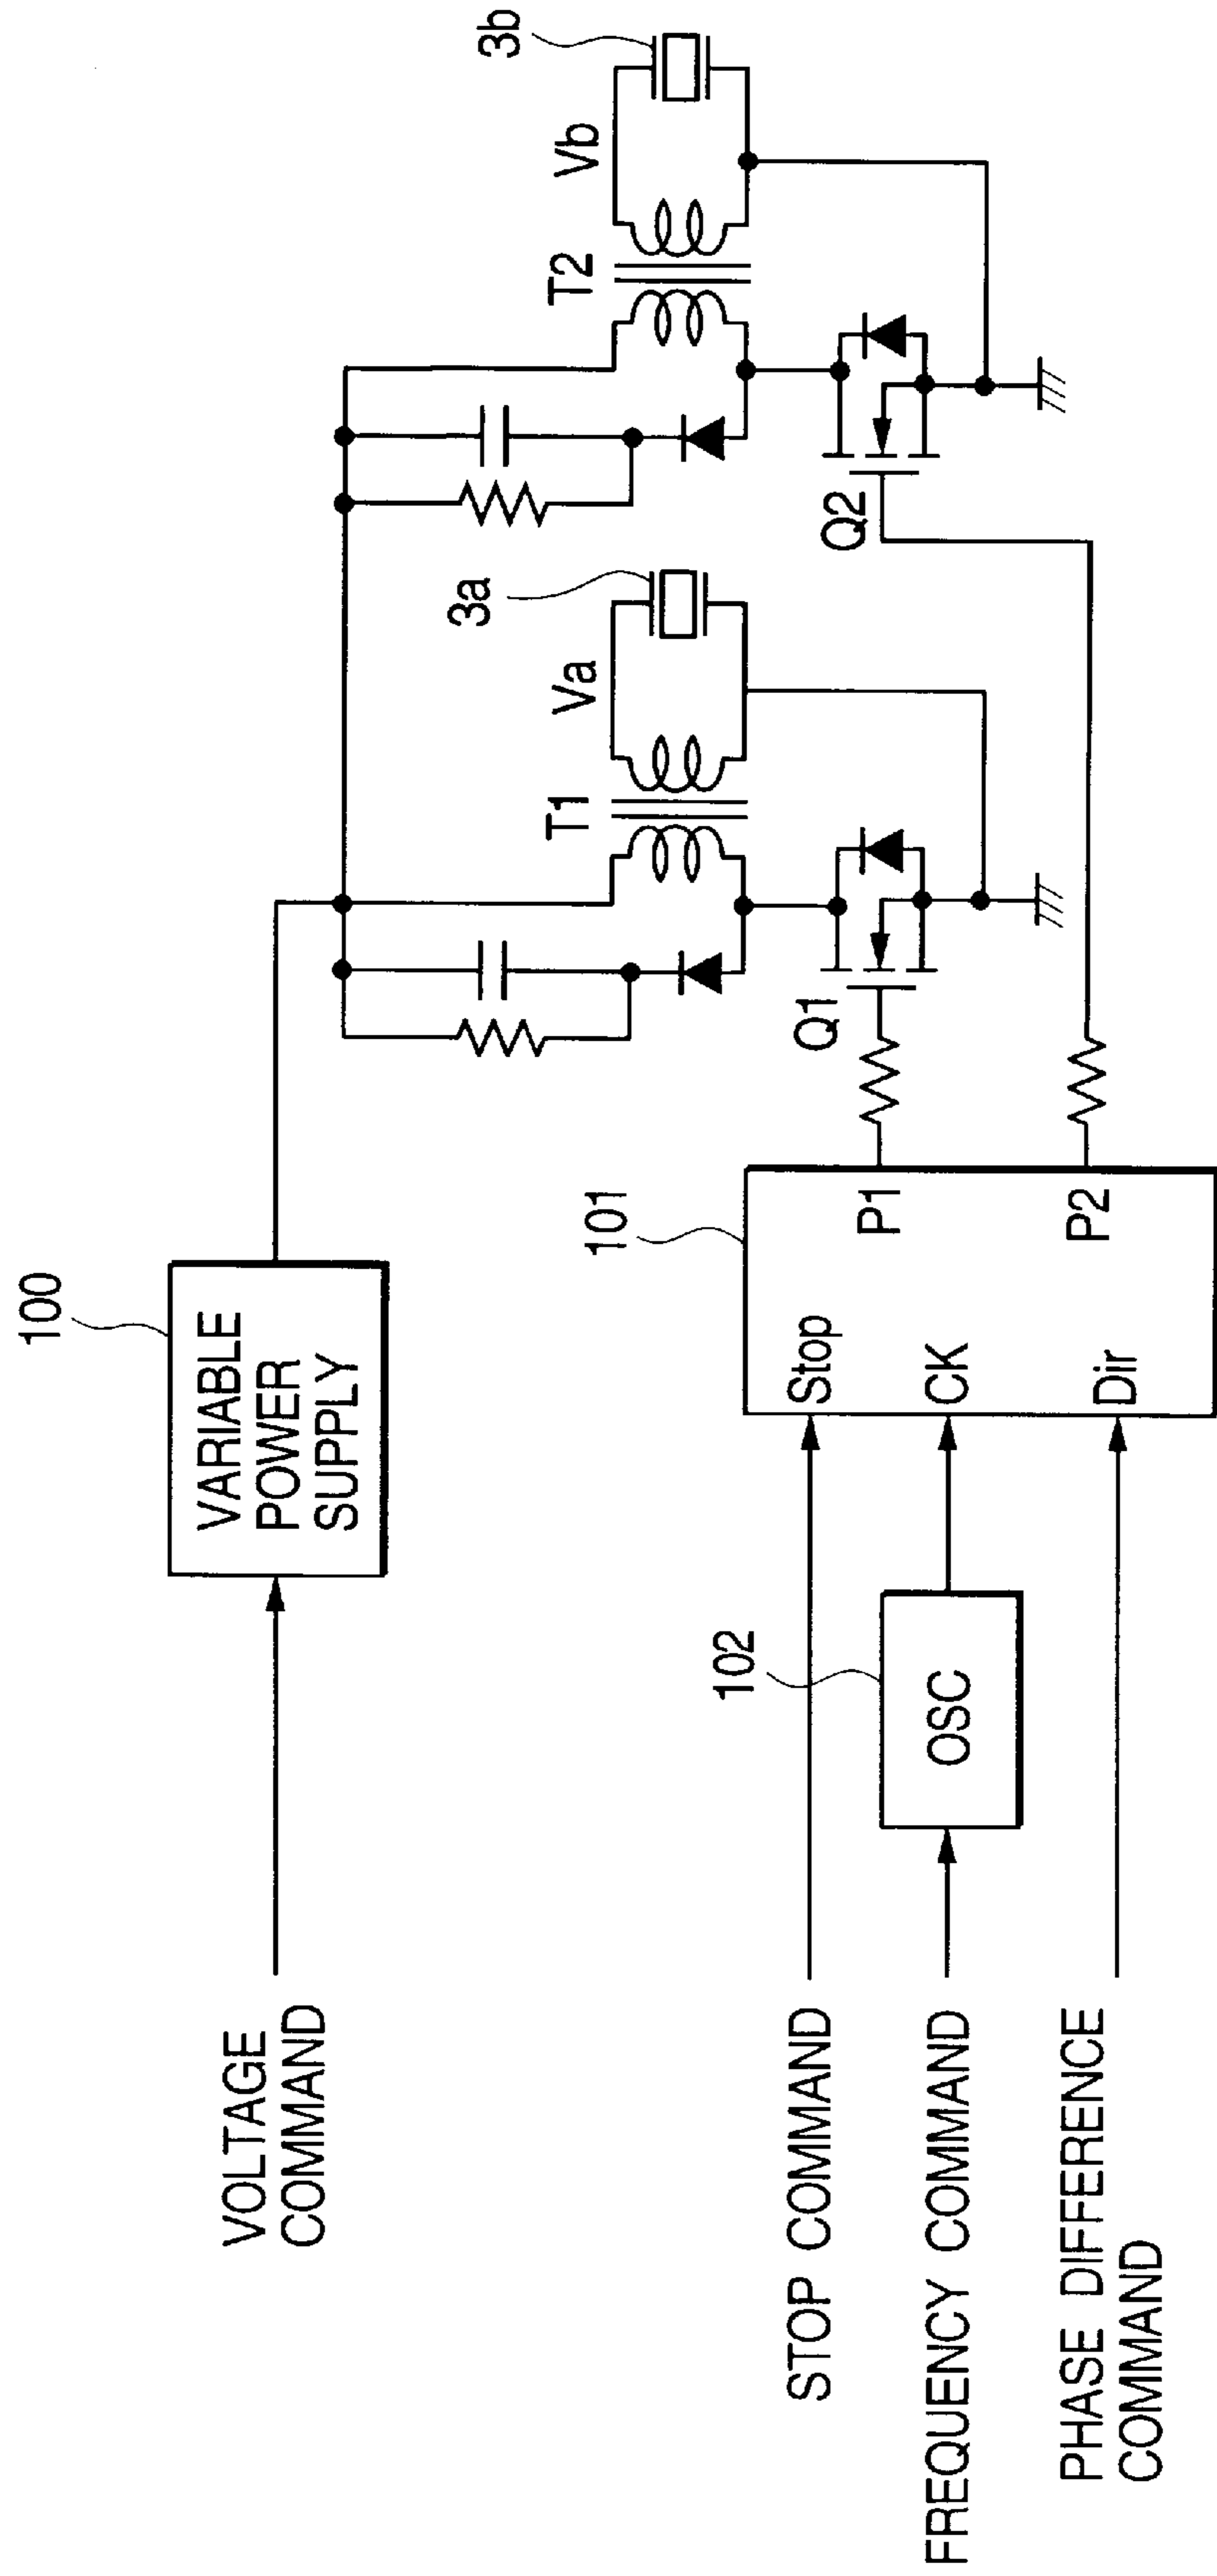 VOLTAGE
COMMAND
100
VARIABLE
POWER
SUPPLY
STOP COMMAND
FREQUENCY COMMAND
PHASE DIFFERENCE
COMMAND
102
OSC
101
Stop
CK
Dir
P1
P2
Q1
T1
Va
3a
Q2
T2
Vb
3b